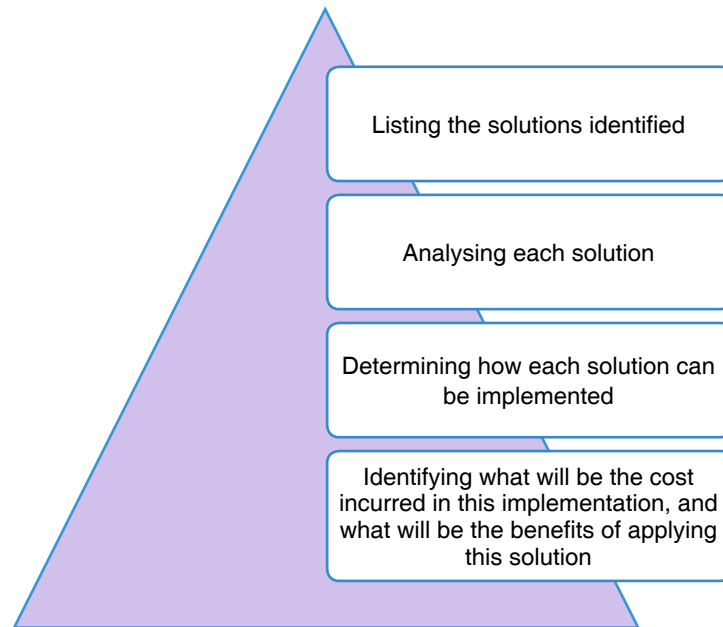 Listing the solutions identified
Analysing each solution
Determining how each solution can
be implemented
Identifying what will be the cost
incurred in this implementation, and
what will be the benefits of applying
this solution